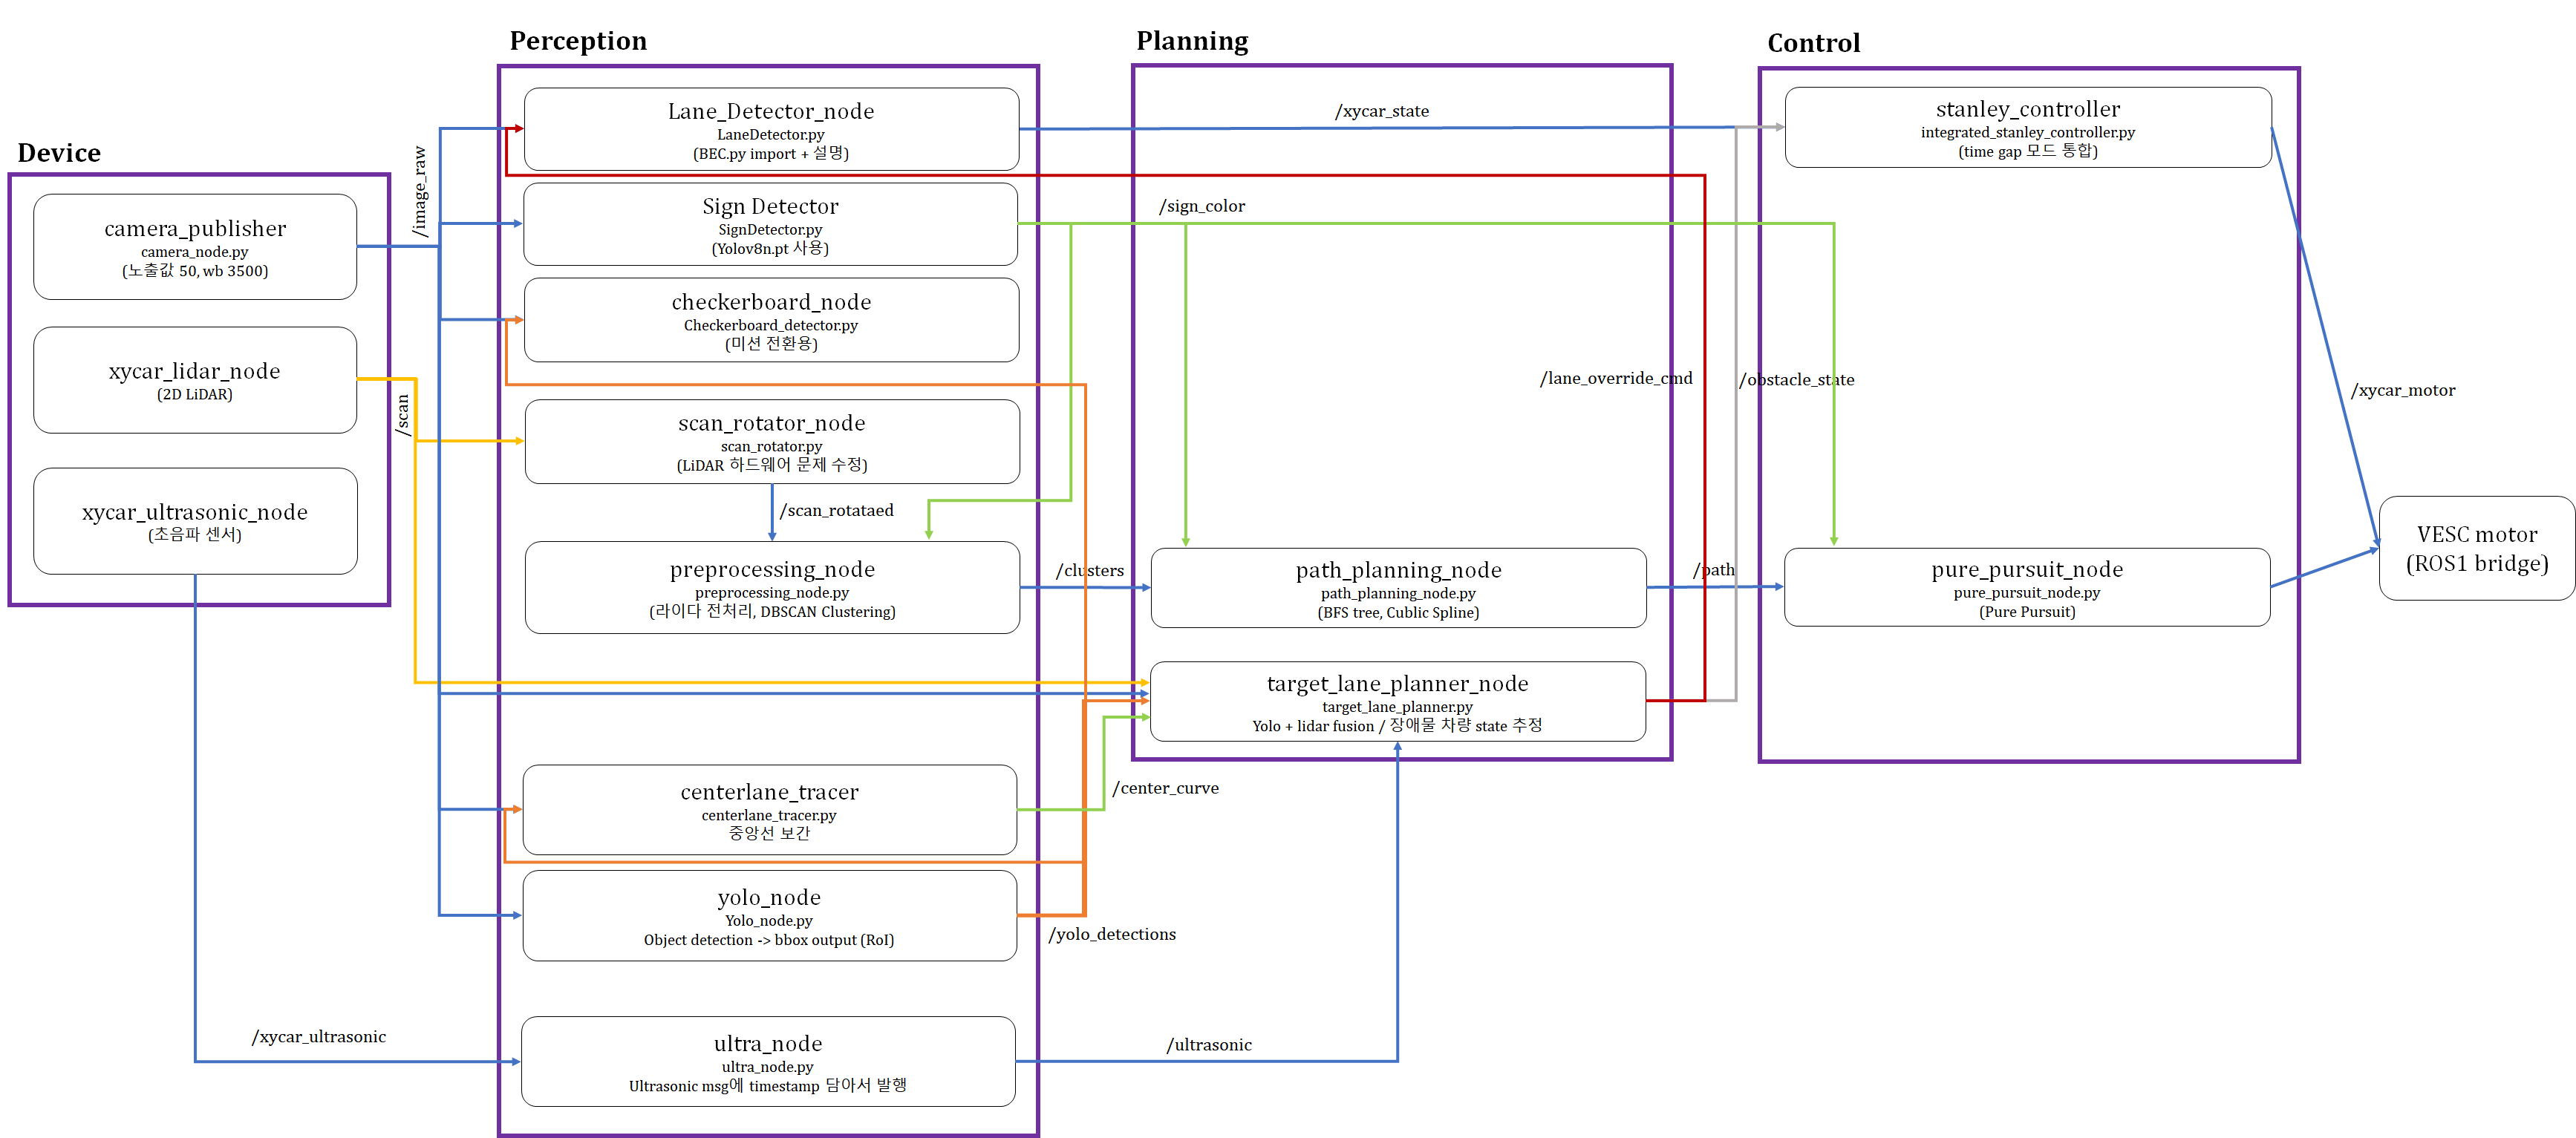 Device
camera_publisher
camera_node.py
(노출값 50, wb 3500)
xycar_lidar_node
(2D LiDAR)
xycar_ultrasonic_node
(초음파 센서)
/image_raw
/scan
/xycar_ultrasonic
Perception
Lane_Detector_node
LaneDetector.py
(BEC.py import + 설명)
Sign Detector
SignDetector.py
(Yolov8n.pt 사용)
checkerboard_node
Checkerboard_detector.py
(미션 전환용)
scan_rotator_node
scan_rotator.py
(LiDAR 하드웨어 문제 수정)
/scan_rotataed
preprocessing_node
preprocessing_node.py
(라이다 전처리, DBSCAN Clustering)
centerlane_tracer
centerlane_tracer.py
중앙선 보간
yolo_node
Yolo_node.py
Object detection -> bbox output (RoI)
ultra_node
ultra_node.py
Ultrasonic msg에 timestamp 담아서 발행
/clusters
/center_curve
/yolo_detections
/ultrasonic
Planning
/xycar_state
/sign_color
/lane_override_cmd
/obstacle_state
path_planning_node
path_planning_node.py
(BFS tree, Cublic Spline)
/path
target_lane_planner_node
target_lane_planner.py
Yolo + lidar fusion / 장애물 차량 state 추정
Control
stanley_controller
integrated_stanley_controller.py
(time gap 모드 통합)
pure_pursuit_node
pure_pursuit_node.py
(Pure Pursuit)
/xycar_motor
VESC motor
(ROS1 bridge)